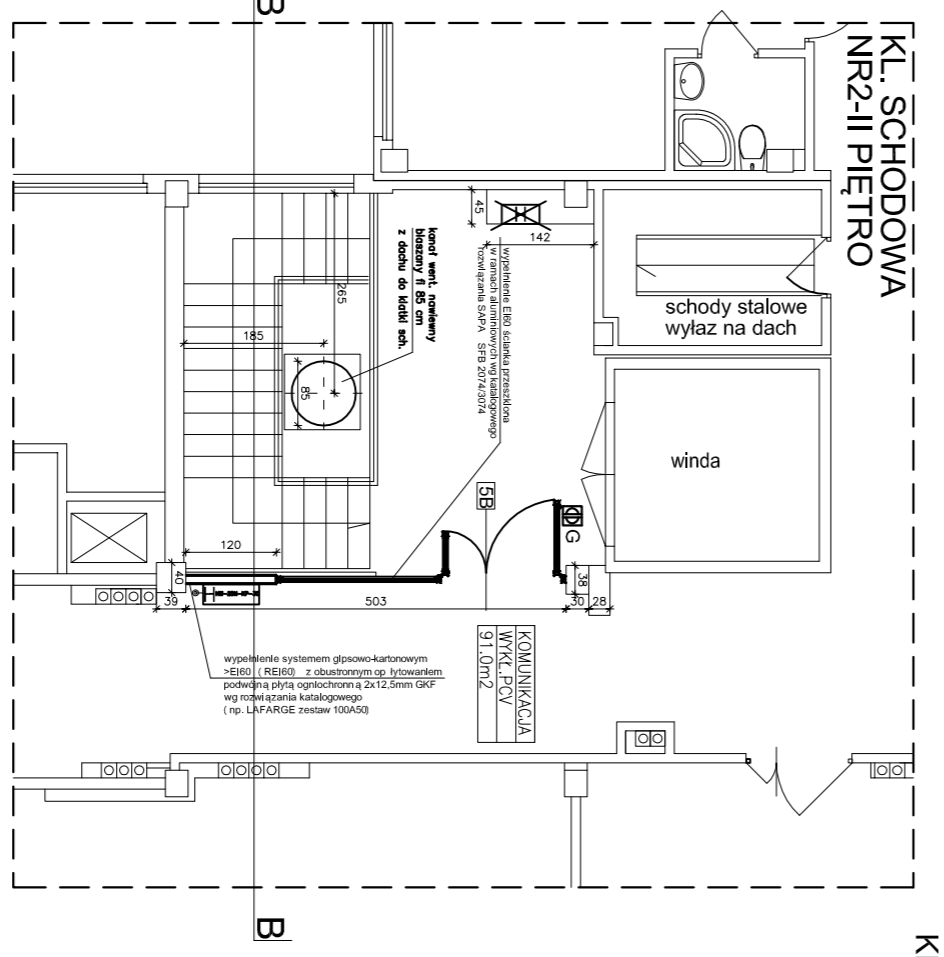 B
KL. SCHODOWA
NR2-II PIĘTRO
45
H
142
schody stalowe
wyłaz na dach
kanał went. nawiewny
blaszany fi 85 cm
z dachu do klatki sch.
265
185
85
wypełnienie EI60 ścianka przeszklona
w ramach aluminiowych wg katalogowego
rozwiązania SAPA SFB 2074/3074
winda
5B
G
120
40
39
503
38
30
28
wypełnienie systemem gipsowo-kartonowym
>EI60 ( REI60) z obustronnym op łytowaniem
podwójną płytą ogniochronn ą 2x12,5mm GKF
wg rozwiązania katalogowego
( np. LAFARGE zestaw 100A50)
KOMUNIKACJA
WYKŁ.PCV
91.0m2
B